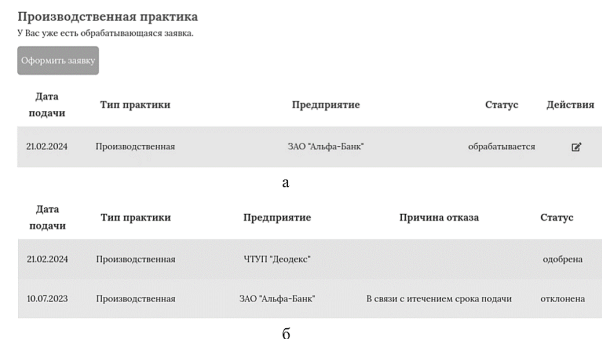 Производственная практика
У Вас уже есть обрабатывающаяся заявка.
Оформить заявку
Дата подачи Тип практики Предприятие Статус Действия
21.02.2024 Производственная ЗАО "Альфа-Банк" обрабатывается
а
Дата подачи Тип практики Предприятие Причина отказа Статус
21.02.2024 Производственная ЧТУП "Деодекс" одобрена
10.07.2023 Производственная ЗАО "Альфа-Банк" В связи с итечением срока подачи отклонена
б